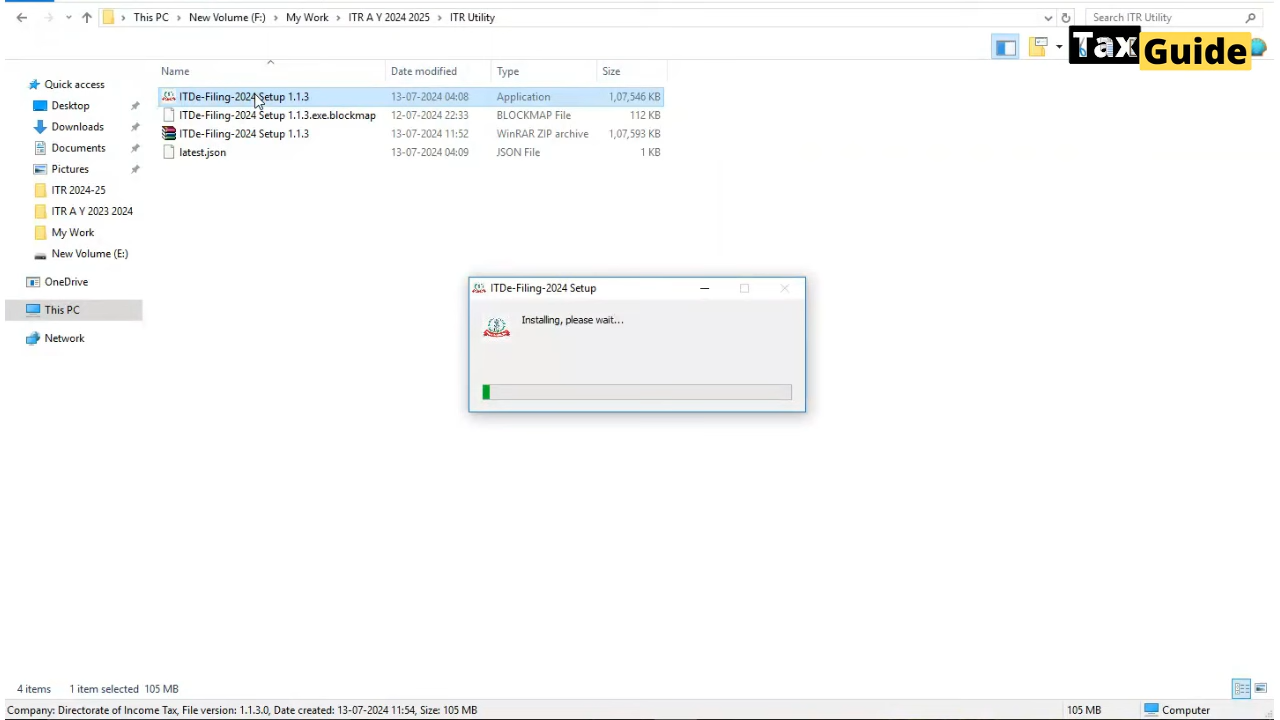 This PC > New Volume (F:) > My Work > ITR A Y 2024 2025 > ITR Utility
Search ITR Utility
Tax Guide
Name Date modified Type Size
Quick access
Desktop
Downloads
Documents
Pictures
ITR 2024-25
ITR A Y 2023 2024
My Work
New Volume (E:)
OneDrive
This PC
Network
ITDe-Filing-2024 Setup 1.1.3 13-07-2024 04:08 Application 1,07,546 KB
ITDe-Filing-2024 Setup 1.1.3.exe.blockmap 12-07-2024 22:33 BLOCKMAP File 112 KB
ITDe-Filing-2024 Setup 1.1.3 13-07-2024 11:52 WinRAR ZIP archive 1,07,593 KB
latest.json 13-07-2024 04:09 JSON File 1 KB
ITDe-Filing-2024 Setup
Installing, please wait...
4 items 1 item selected 105 MB
Company: Directorate of Income Tax, File version: 1.1.3.0, Date created: 13-07-2024 11:54, Size: 105 MB
105 MB Computer